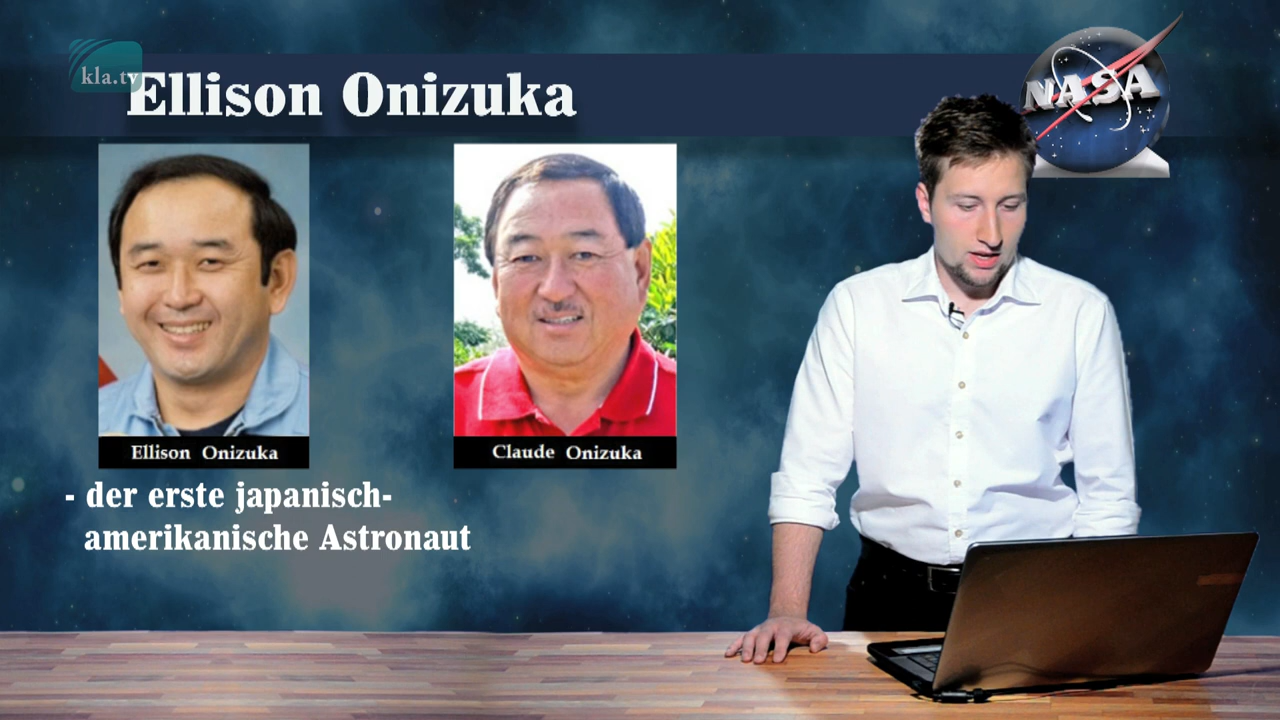 kla.tv
Ellison Onizuka
NASA
Ellison Onizuka
Claude Onizuka
- der erste japanisch-
amerikanische Astronaut